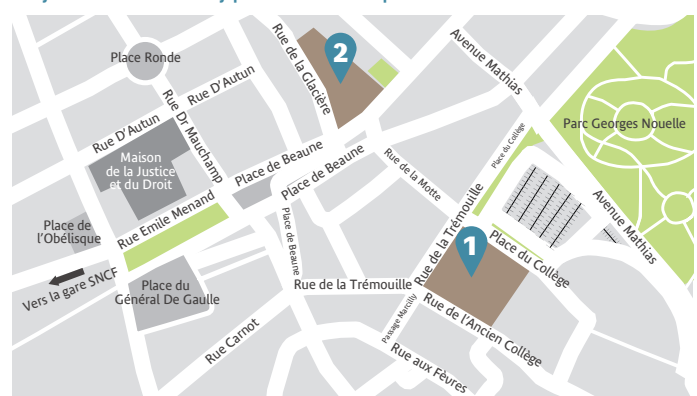 Place Ronde
Rue D'Autun
Rue D'Autun
Rue Dr Mauchamp
Rue de la Glacière
2
Avenue Mathias
Parc Georges Nouelle
Maison
de la Justice
et du Droit
Place de Beaune
Place de Beaune
Place de Beaune
Rue de la Motte
Place du Collège
Rue de la Trémouille
Avenue Mathias
Rue Emile Menand
Place de
l'Obélisque
Vers la gare SNCF
Place du
Général De Gaulle
Rue Carnot
Rue de la Trémouille
1
Place du Collège
Passage Marcilly
Rue de l'Ancien Collège
Rue aux Fèvres